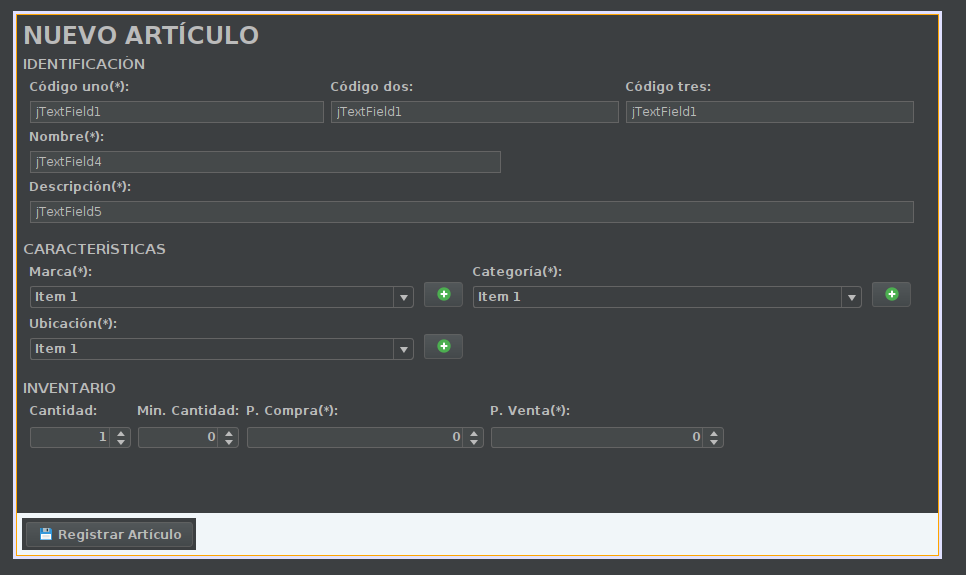 NUEVO ARTÍCULO
IDENTIFICACIÓN
Código uno(*): Código dos: Código tres:
jTextField1 jTextField1 jTextField1
Nombre(*):
jTextField4
Descripción(*):
jTextField5
CARACTERÍSTICAS
Marca(*): Categoría(*):
Item 1 Item 1
Ubicación(*):
Item 1
INVENTARIO
Cantidad: Min. Cantidad: P. Compra(*): P. Venta(*):
1 0 0 0
Registrar Artículo